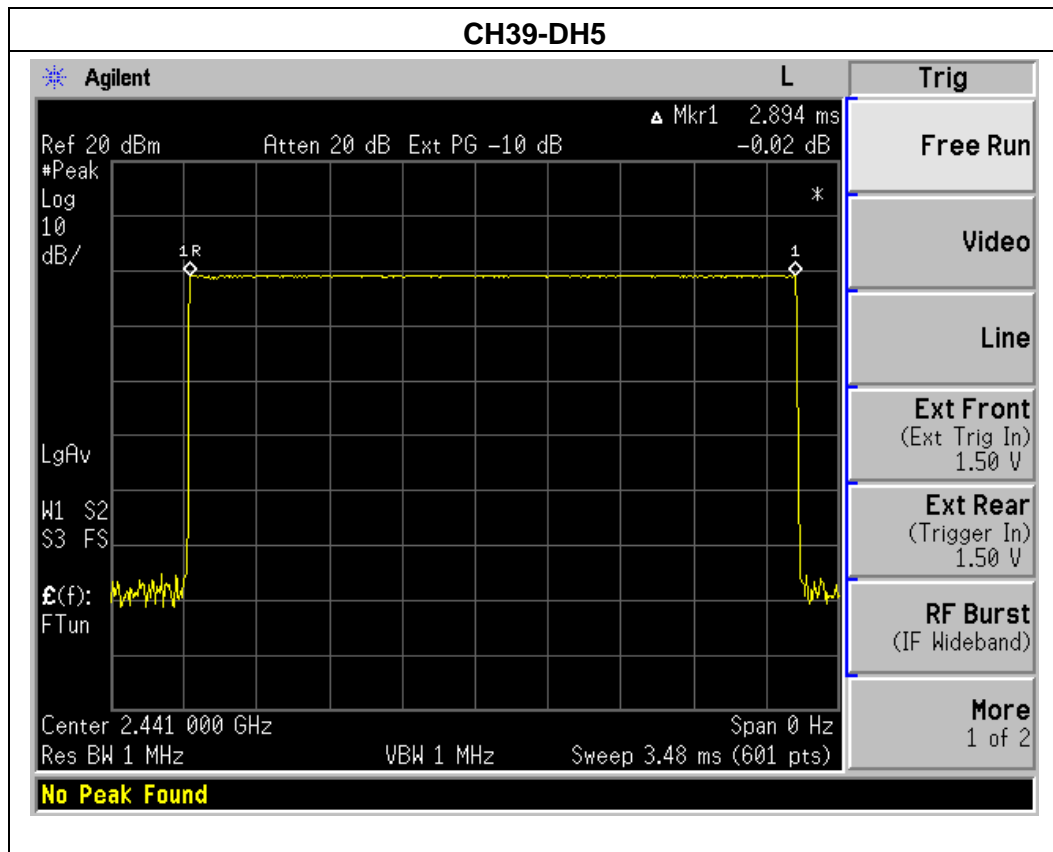 CH39-DH5
Agilent L Trig
Δ Mkr1 2.894 ms
Ref 20 dBm Atten 20 dB Ext PG -10 dB -0.02 dB
#Peak
Log
10
dB/
*
1R
1
LgAv
W1 S2
S3 FS
£(f):
FTun
Center 2.441 000 GHz Span 0 Hz
Res BW 1 MHz VBW 1 MHz Sweep 3.48 ms (601 pts)
No Peak Found
Free Run
Video
Line
Ext Front
(Ext Trig In)
1.50 V
Ext Rear
(Trigger In)
1.50 V
RF Burst
(IF Wideband)
More
1 of 2